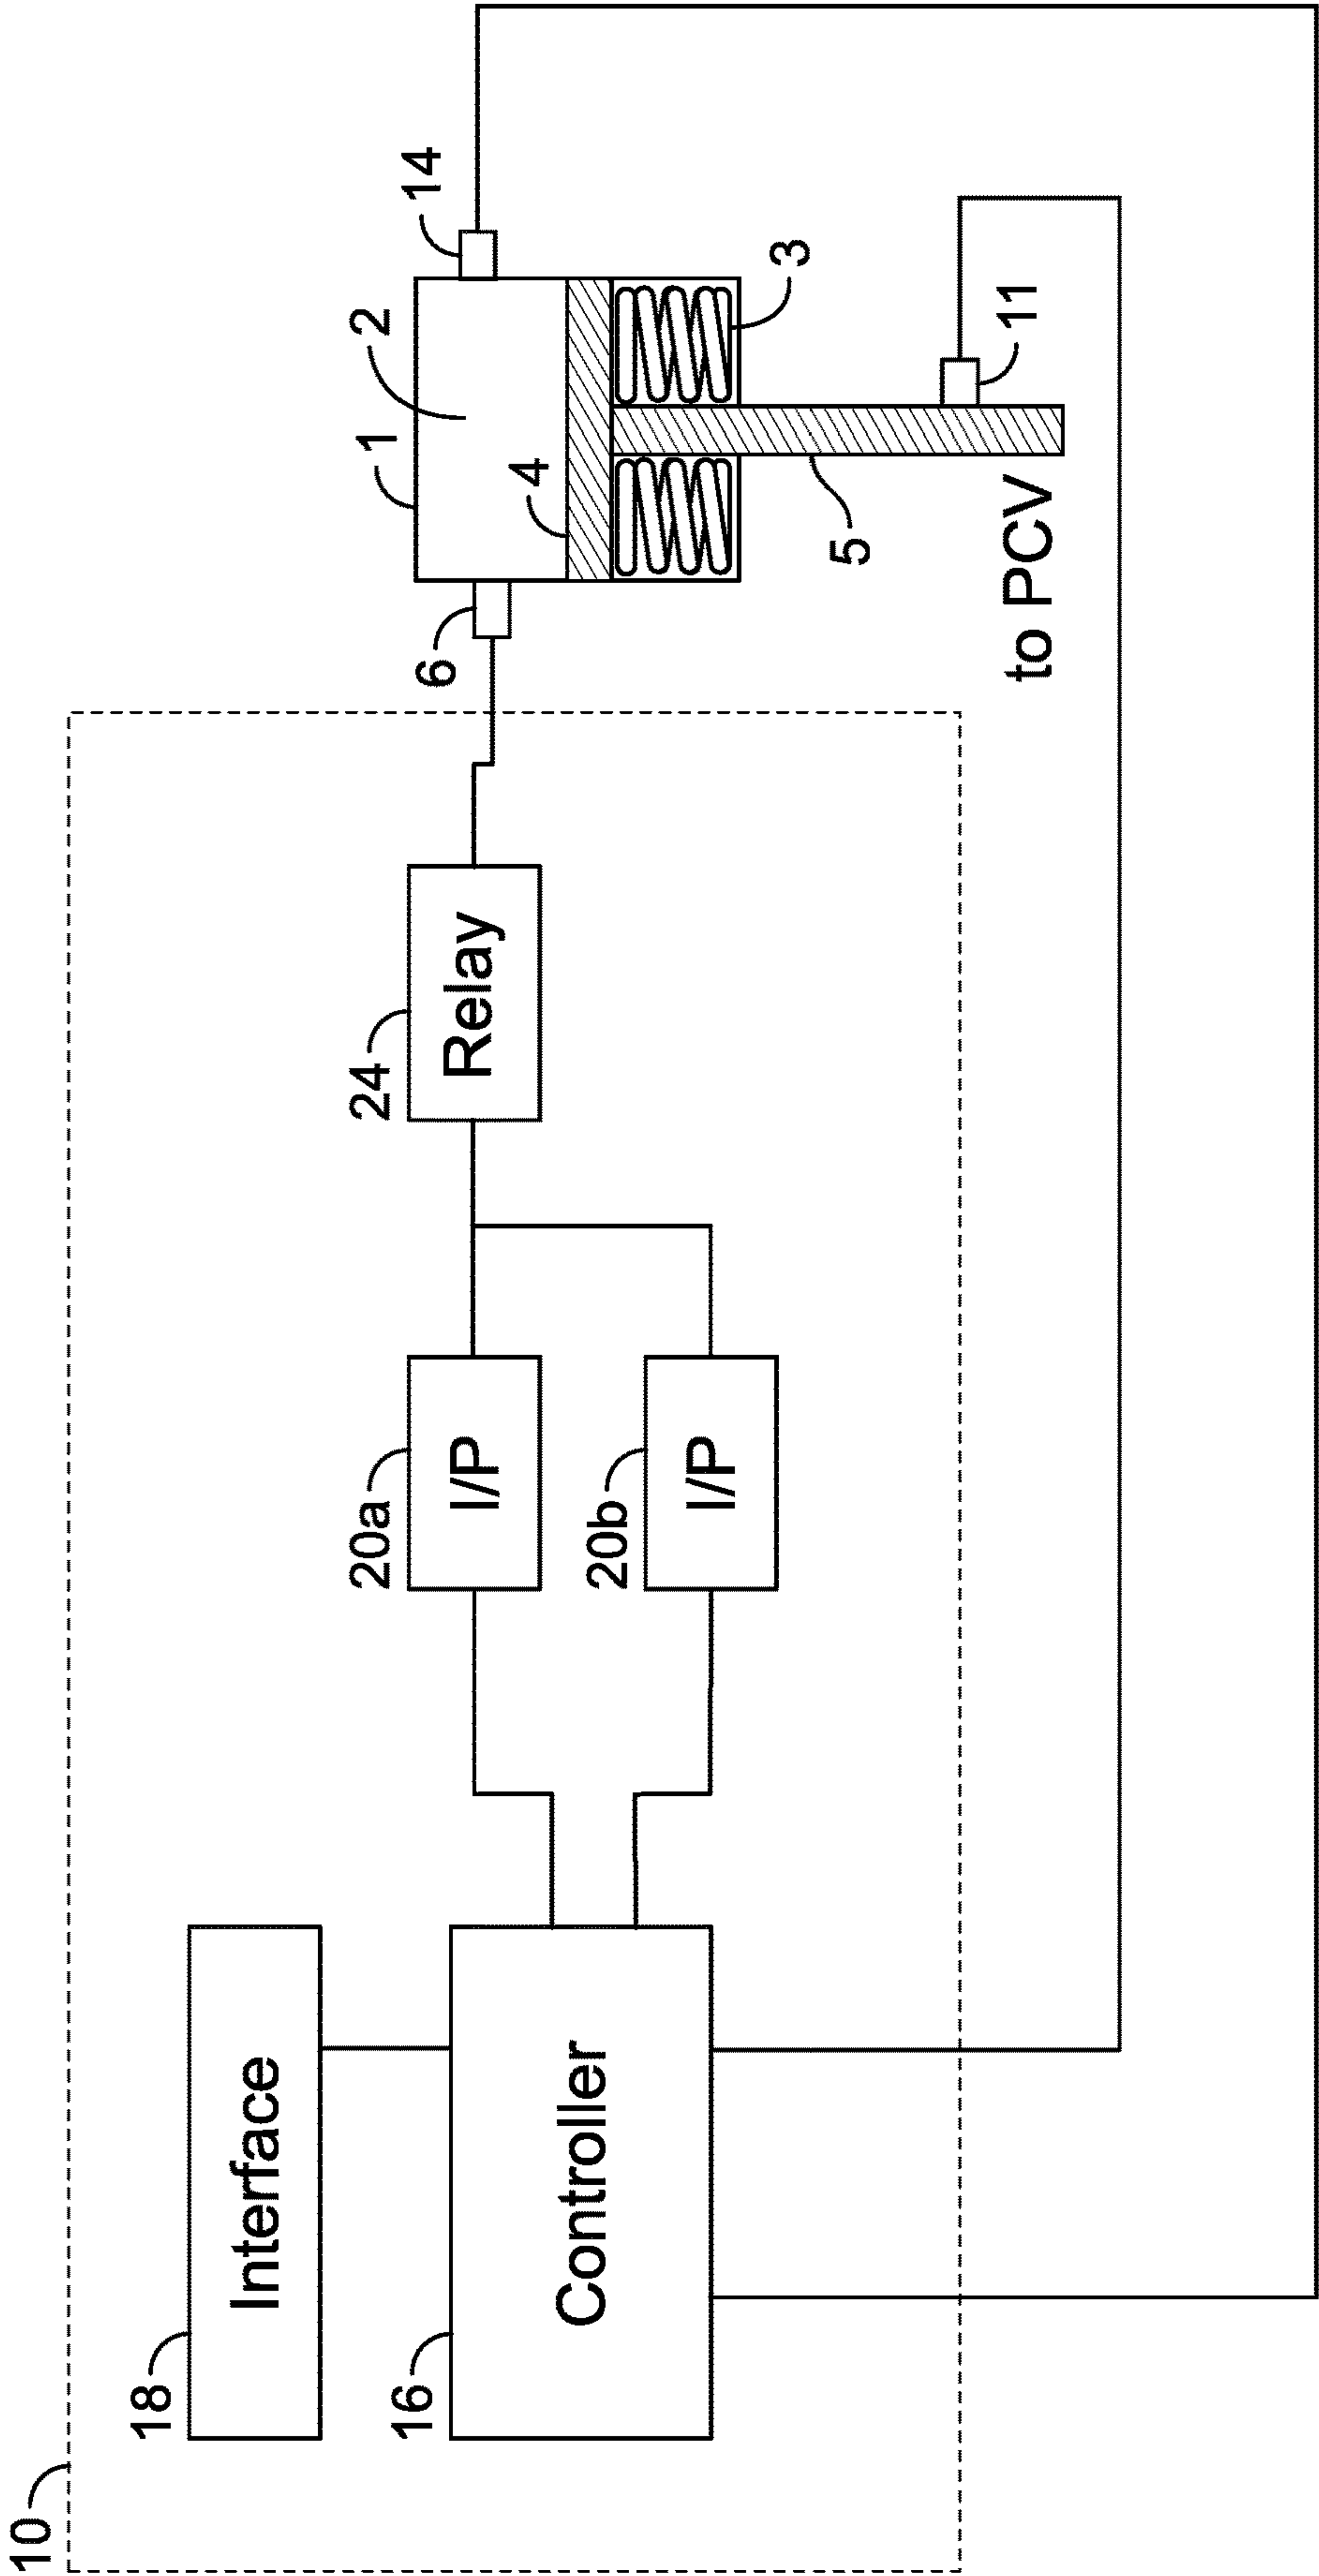 10
18
Interface
16
Controller
20a
I/P
20b
I/P
24
Relay
6
1
2
4
14
3
5
11
to PCV